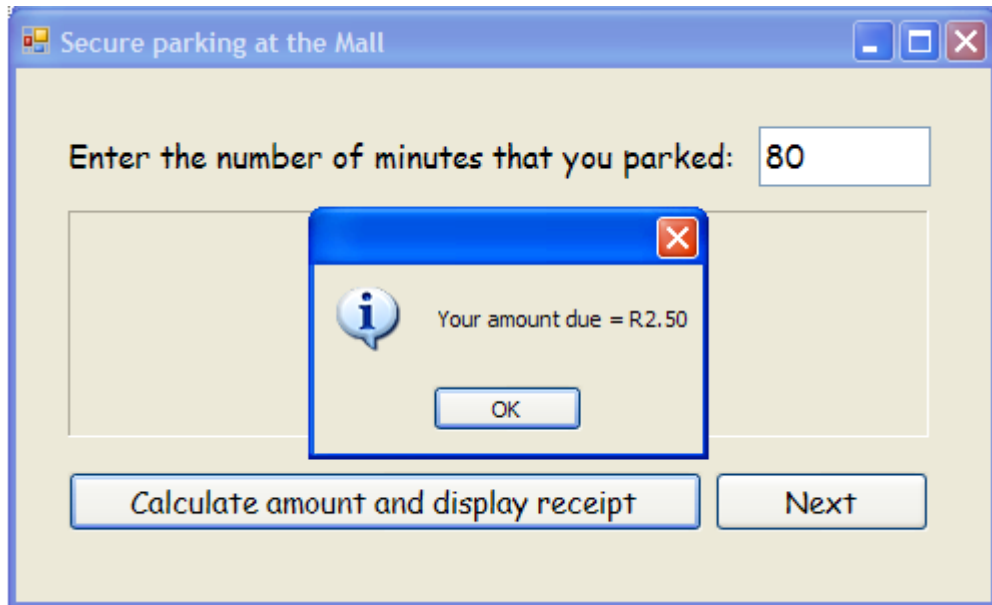 Secure parking at the Mall
Enter the number of minutes that you parked: 80
Your amount due = R2.50
OK
Calculate amount and display receipt Next